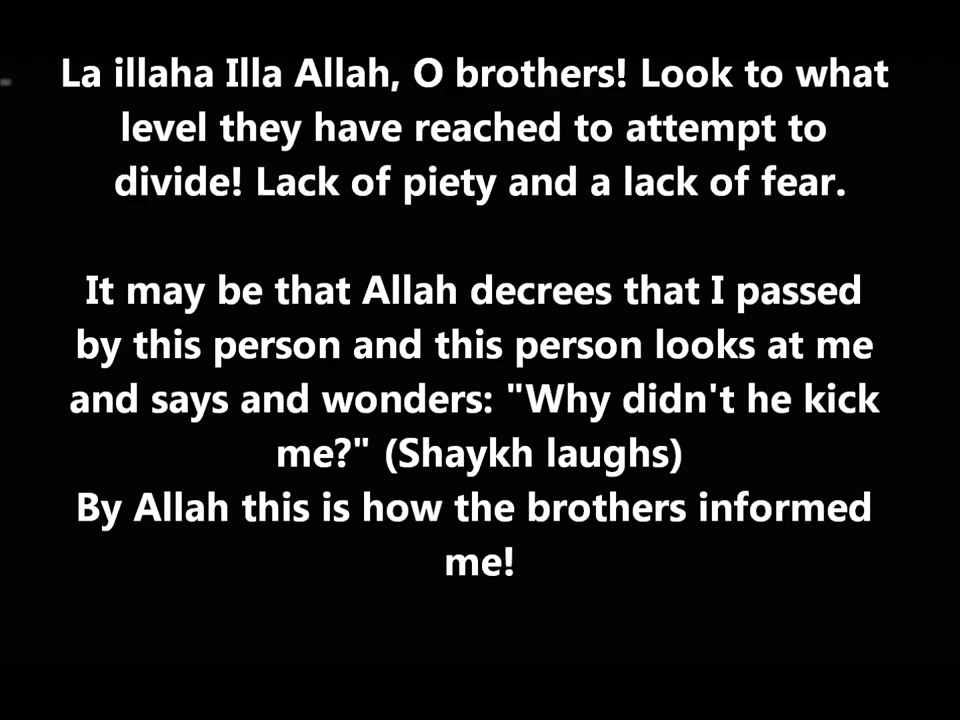 La illaha Illa Allah, O brothers! Look to what
level they have reached to attempt to
divide! Lack of piety and a lack of fear.
It may be that Allah decrees that I passed
by this person and this person looks at me
and says and wonders: "Why didn't he kick
me?" (Shaykh laughs)
By Allah this is how the brothers informed
me!